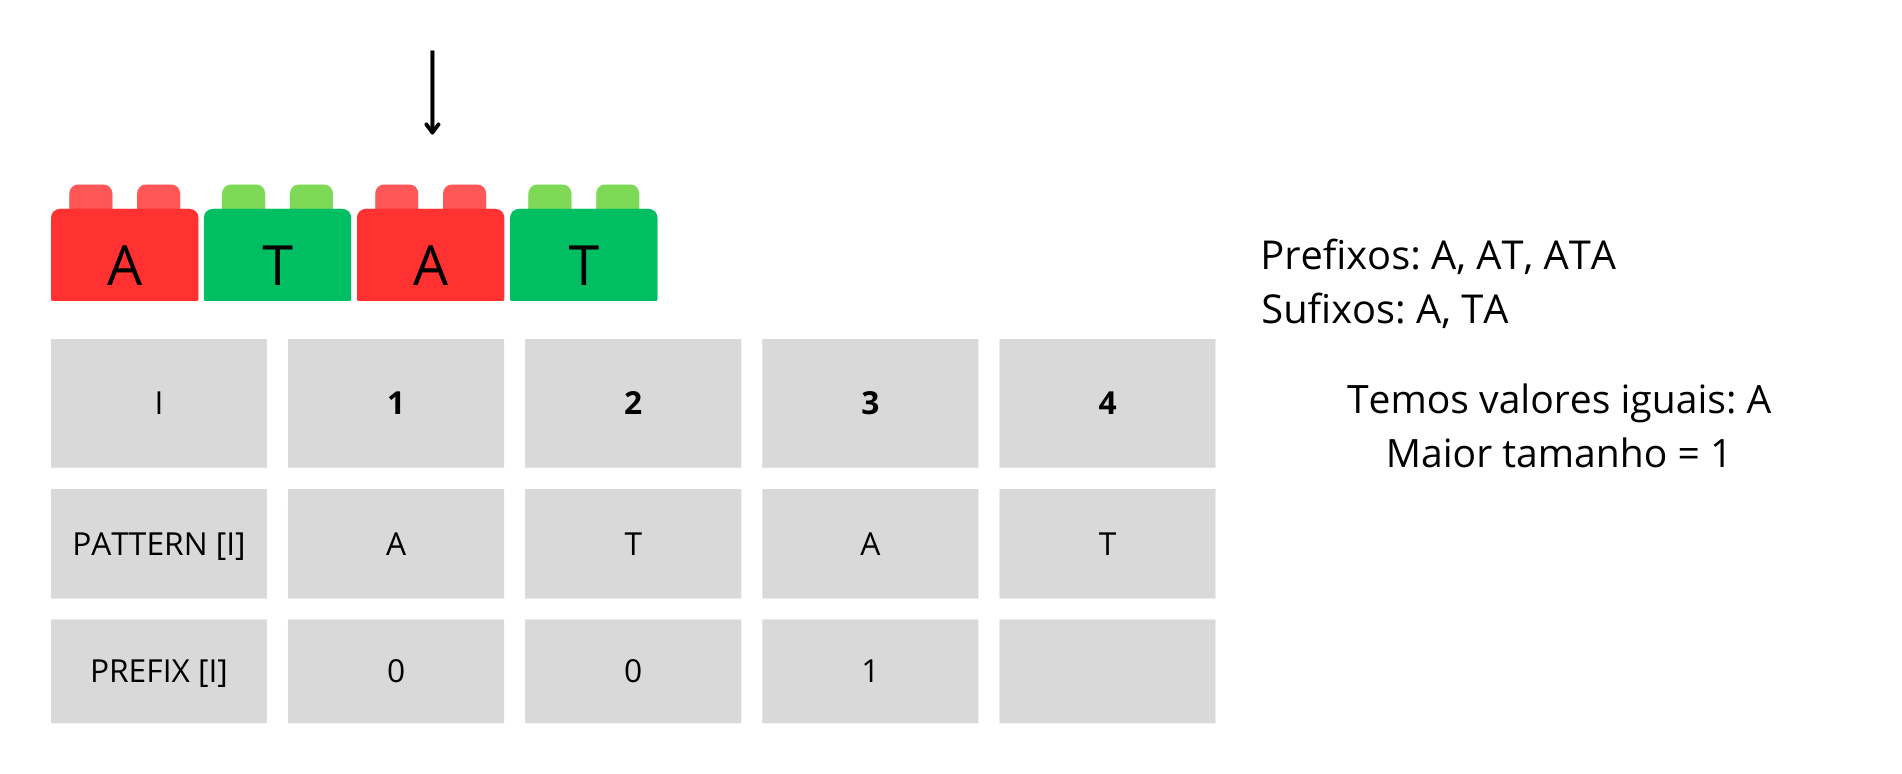 A T A T
Prefixos: A, AT, ATA
Sufixos: A, TA
Temos valores iguais: A
Maior tamanho = 1
I 1 2 3 4
PATTERN [I] A T A T
PREFIX [I] 0 0 1